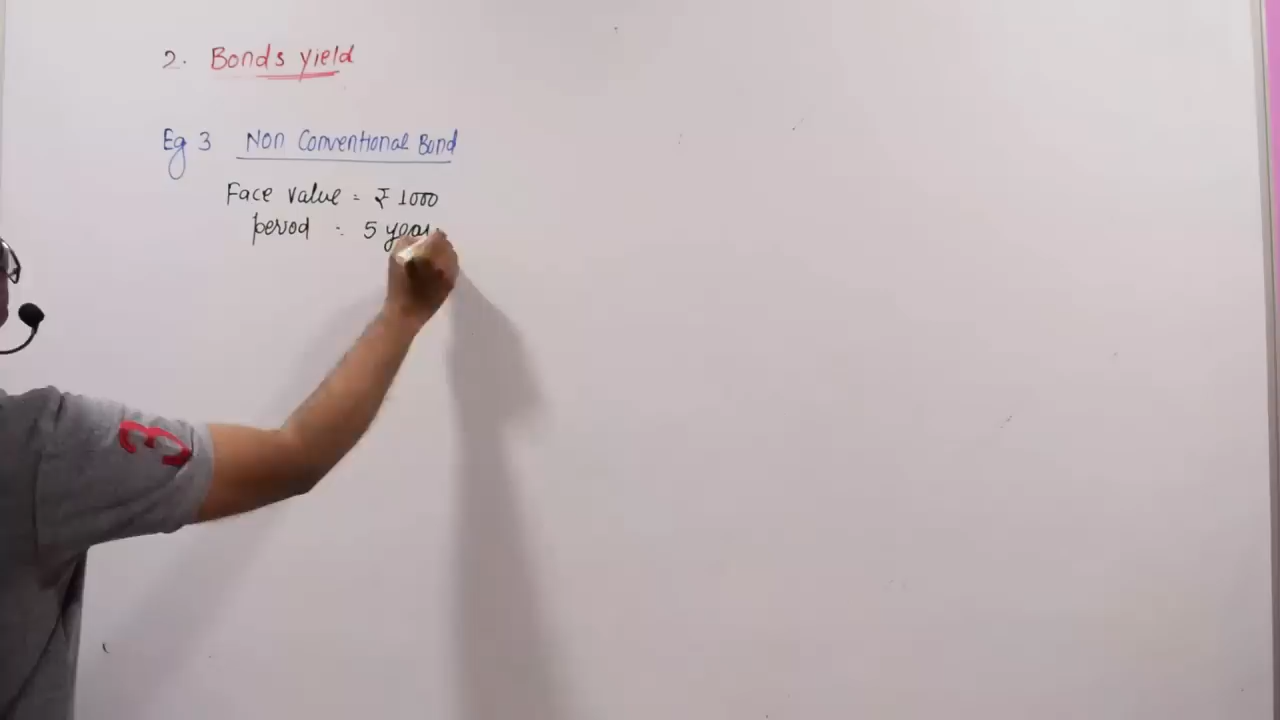 2. Bonds yield
Eg 3 Non Conventional Bond
Face value = ₹ 1000
period : 5 year